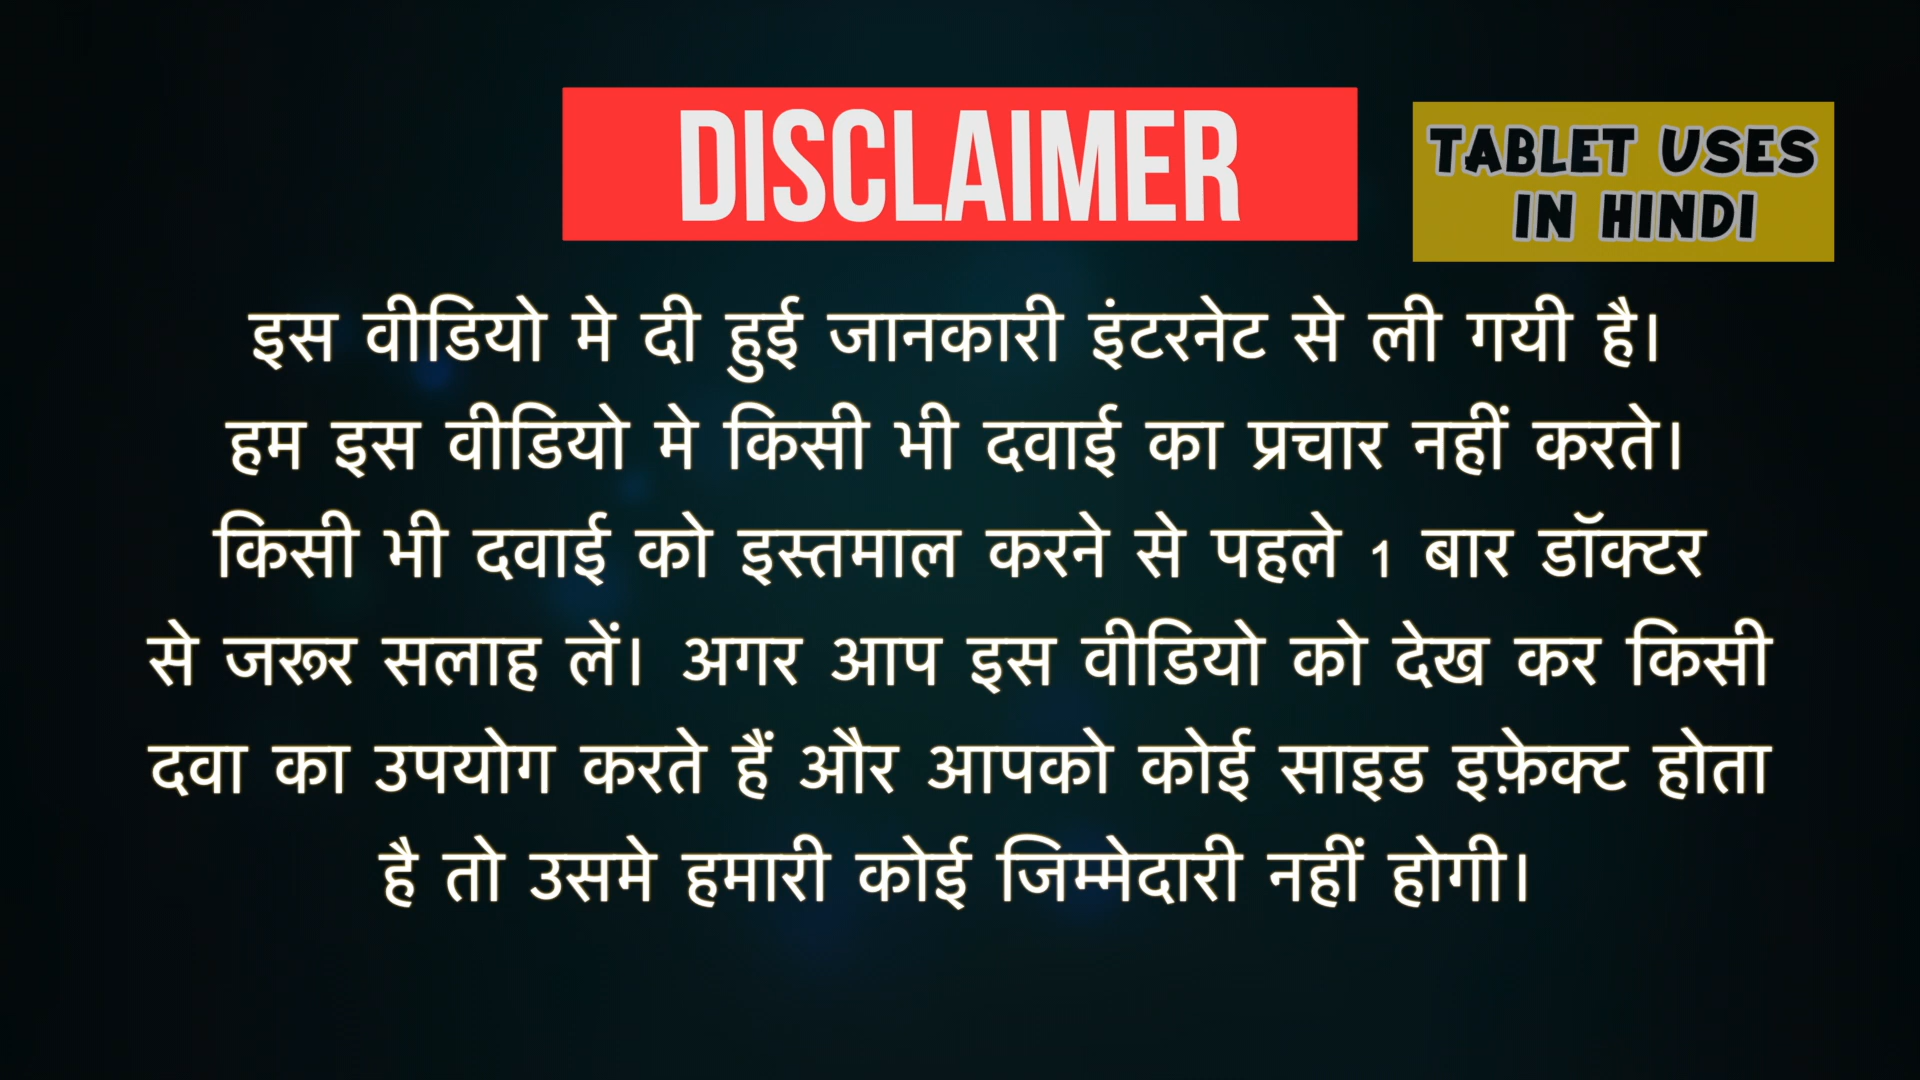 DISCLAIMER
TABLET USES
IN HINDI
इस वीडियो मे दी हुई जानकारी इंटरनेट से ली गयी है।
हम इस वीडियो मे किसी भी दवाई का प्रचार नहीं करते।
किसी भी दवाई को इस्तमाल करने से पहले 1 बार डॉक्टर
से जरूर सलाह लें। अगर आप इस वीडियो को देख कर किसी
दवा का उपयोग करते हैं और आपको कोई साइड इफ़ेक्ट होता
है तो उसमे हमारी कोई जिम्मेदारी नहीं होगी।